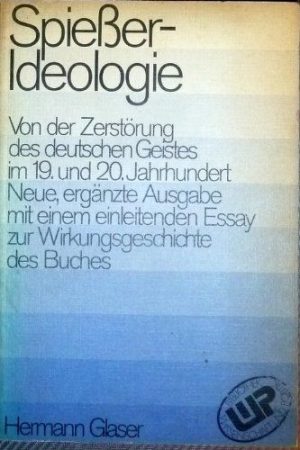 Spießer-
Ideologie
Von der Zerstörung
des deutschen Geistes
im 19. und 20. Jahrhundert
Neue, ergänzte Ausgabe
mit einem einleitenden Essay
zur Wirkungsgeschichte
des Buches
Hermann Glaser